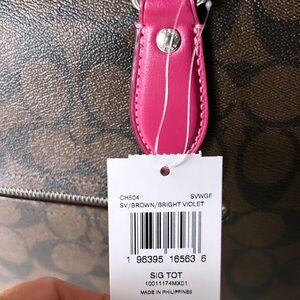 CH504 SVWGF
SV/BROWN/BRIGHT VIOLET
1 96395 16563 6
SIG TOT
10011174MX01
MADE IN PHILIPPINES